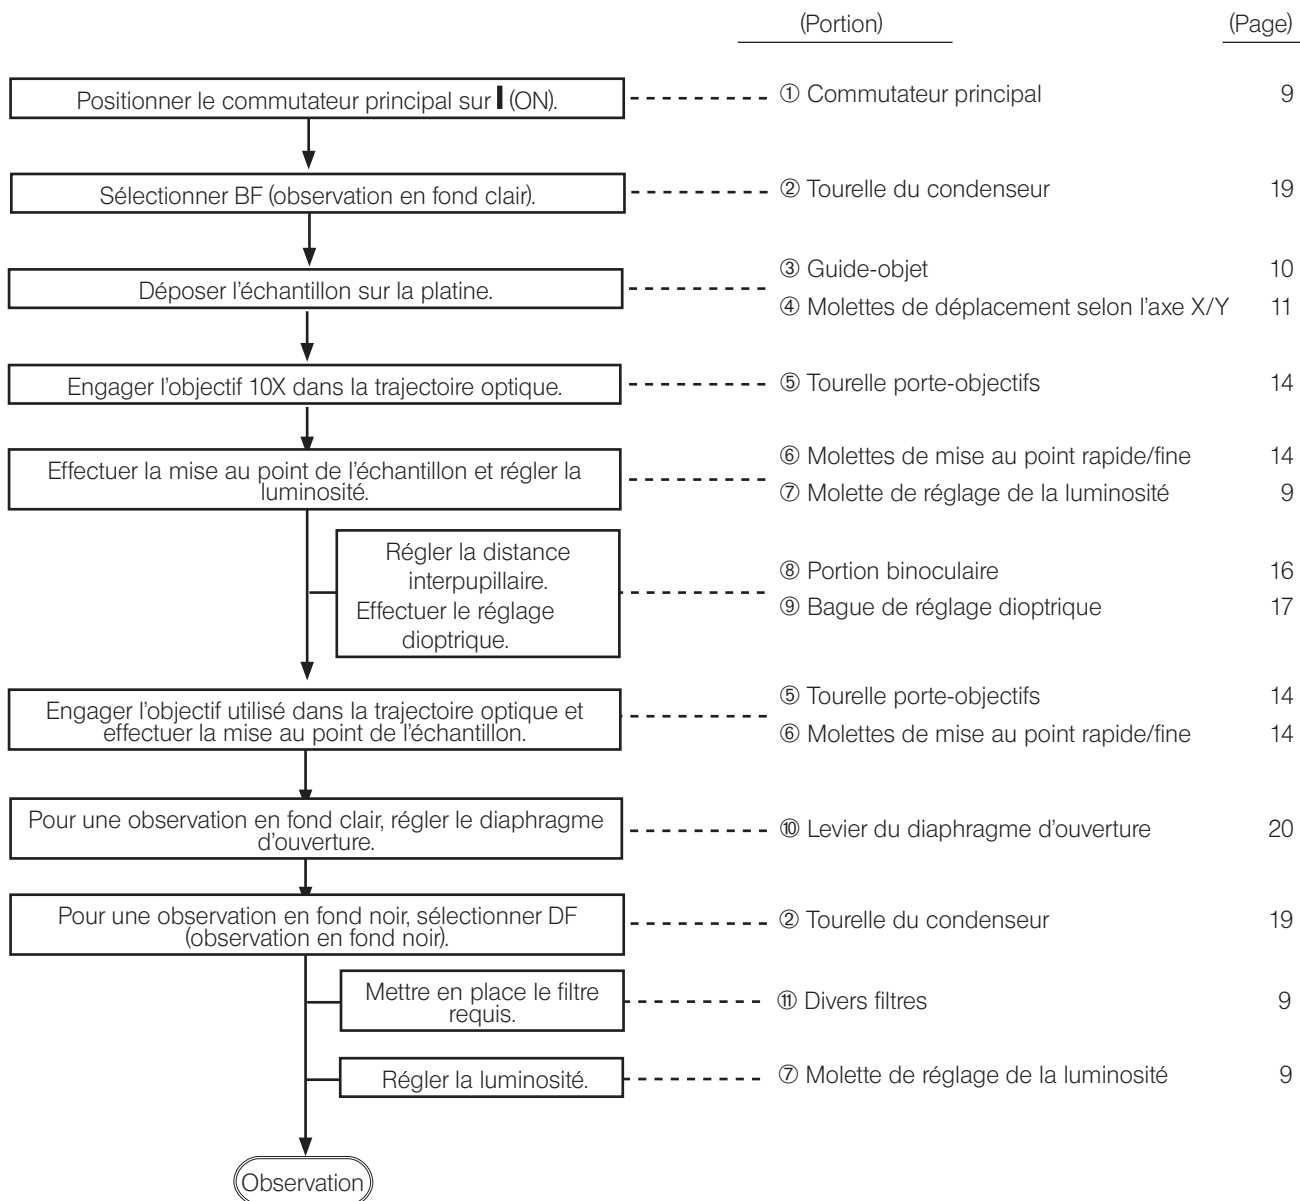 (Portion) (Page)
Positionner le commutateur principal sur I (ON). ① Commutateur principal 9
Sélectionner BF (observation en fond clair). ② Tourelle du condenseur 19
③ Guide-objet 10
Déposer l'échantillon sur la platine.
④ Molettes de déplacement selon l'axe X/Y 11
Engager l'objectif 10X dans la trajectoire optique. ⑤ Tourelle porte-objectifs 14
⑥ Molettes de mise au point rapide/fine 14
Effectuer la mise au point de l'échantillon et régler la
luminosité.
⑦ Molette de réglage de la luminosité 9
Régler la distance
interpupillaire.
Effectuer le réglage
dioptrique.
⑧ Portion binoculaire 16
⑨ Bague de réglage dioptrique 17
⑤ Tourelle porte-objectifs 14
Engager l'objectif utilisé dans la trajectoire optique et
effectuer la mise au point de l'échantillon.
⑥ Molettes de mise au point rapide/fine 14
Pour une observation en fond clair, régler le diaphragme
d'ouverture.
⑩ Levier du diaphragme d'ouverture 20
Pour une observation en fond noir, sélectionner DF
(observation en fond noir).
② Tourelle du condenseur 19
Mettre en place le filtre
requis.
⑪ Divers filtres 9
Régler la luminosité. ⑦ Molette de réglage de la luminosité 9
Observation